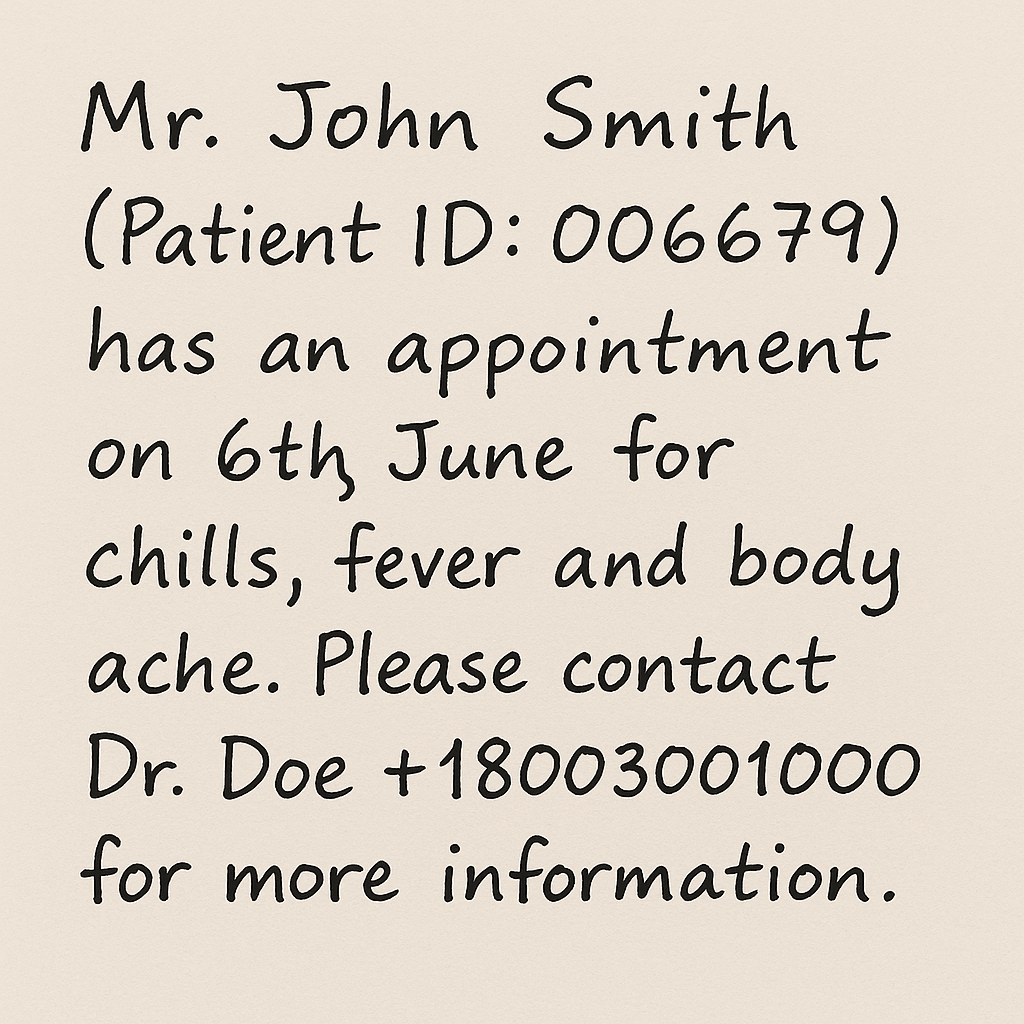 Mr. John Smith
(Patient ID: 006679)
has an appointment
on 6th, June for
chills, fever and body
ache. Please contact
Dr. Doe +18003001000
for more information.